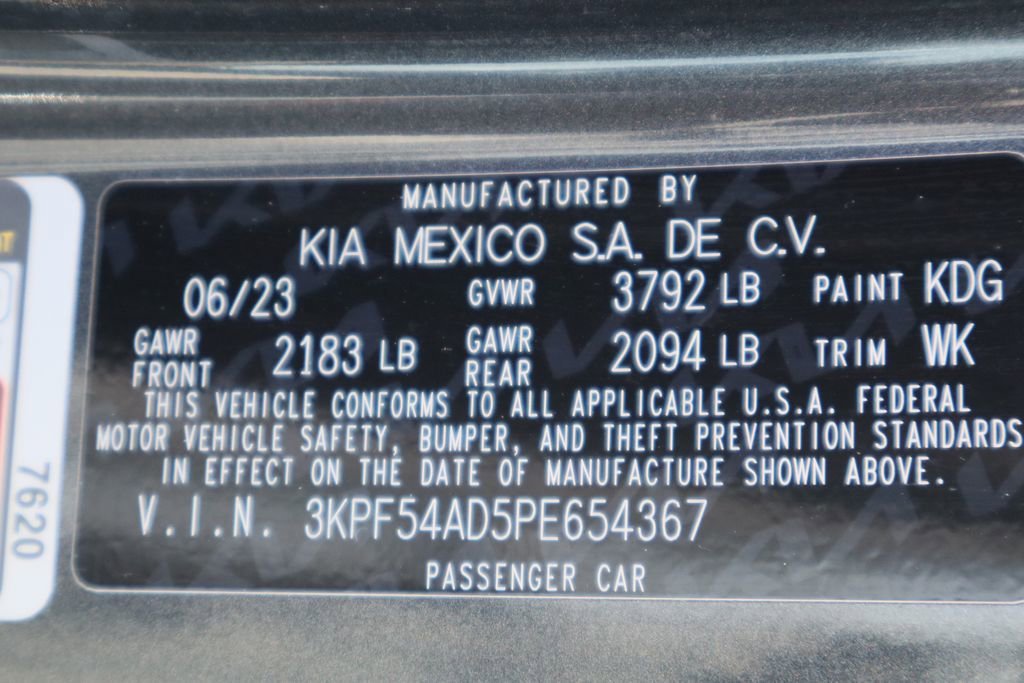 MANUFACTURED BY
KIA MEXICO S.A. DE C.V.
06/23 GVWR 3792 LB PAINT KDG
GAWR FRONT 2183 LB GAWR REAR 2094 LB TRIM WK
THIS VEHICLE CONFORMS TO ALL APPLICABLE U.S.A. FEDERAL
MOTOR VEHICLE SAFETY, BUMPER, AND THEFT PREVENTION STANDARDS
IN EFFECT ON THE DATE OF MANUFACTURE SHOWN ABOVE.
V.I.N. 3KPF54AD5PE654367
PASSENGER CAR
7620